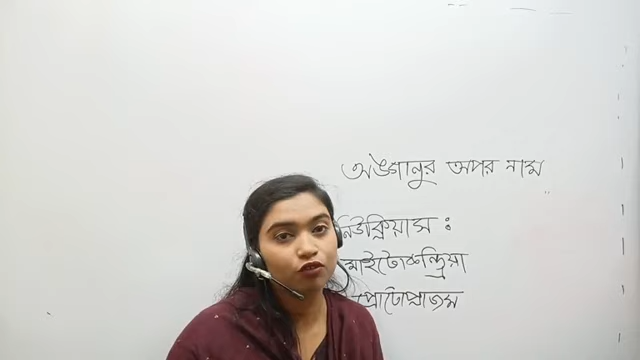 অঙ্গানুর অপর নাম
নিউক্লিয়াস :
মাইটোকন্ড্রিয়া
প্রোটোপ্লাজম